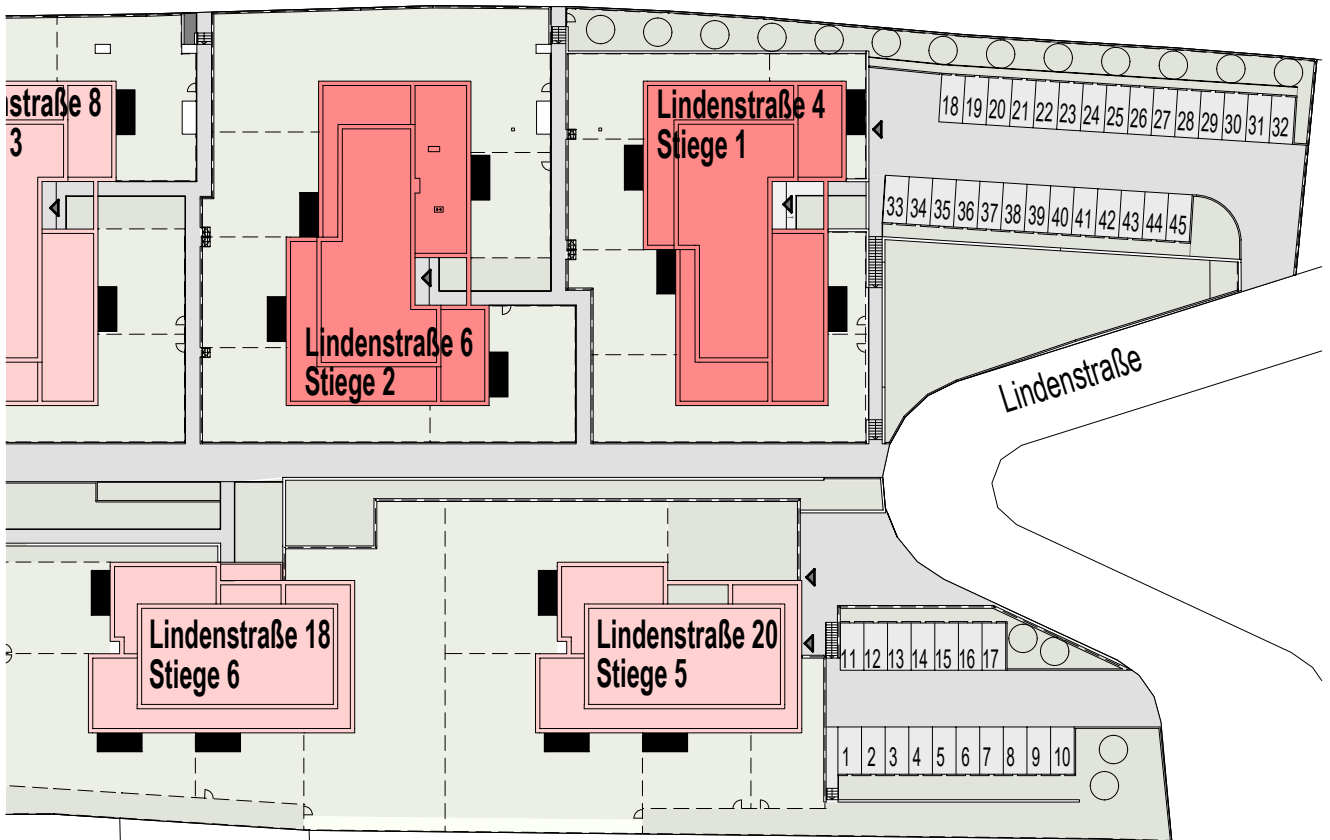 nstraße 8
3
Lindenstraße 6
Stiege 2
Lindenstraße 4
Stiege 1
18 19 20 21 22 23 24 25 26 27 28 29 30 31 32
33 34 35 36 37 38 39 40 41 42 43 44 45
Lindenstraße
Lindenstraße 18
Stiege 6
Lindenstraße 20
Stiege 5
11 12 13 14 15 16 17
1 2 3 4 5 6 7 8 9 10